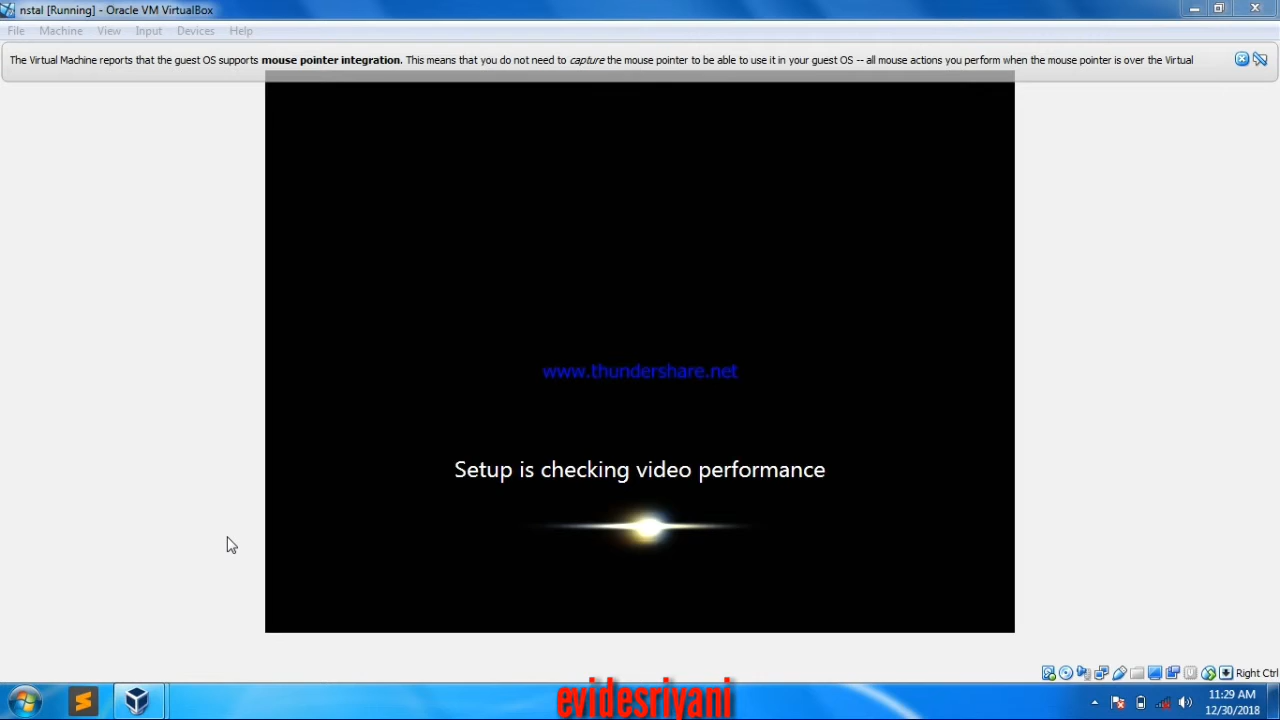 nstal [Running] - Oracle VM VirtualBox
File Machine View Input Devices Help
The Virtual Machine reports that the guest OS supports mouse pointer integration. This means that you do not need to capture the mouse pointer to be able to use it in your guest OS -- all mouse actions you perform when the mouse pointer is over the Virtual
www.thundershare.net
Setup is checking video performance
Right Ctrl
evidesriyani
11:29 AM
12/30/2018